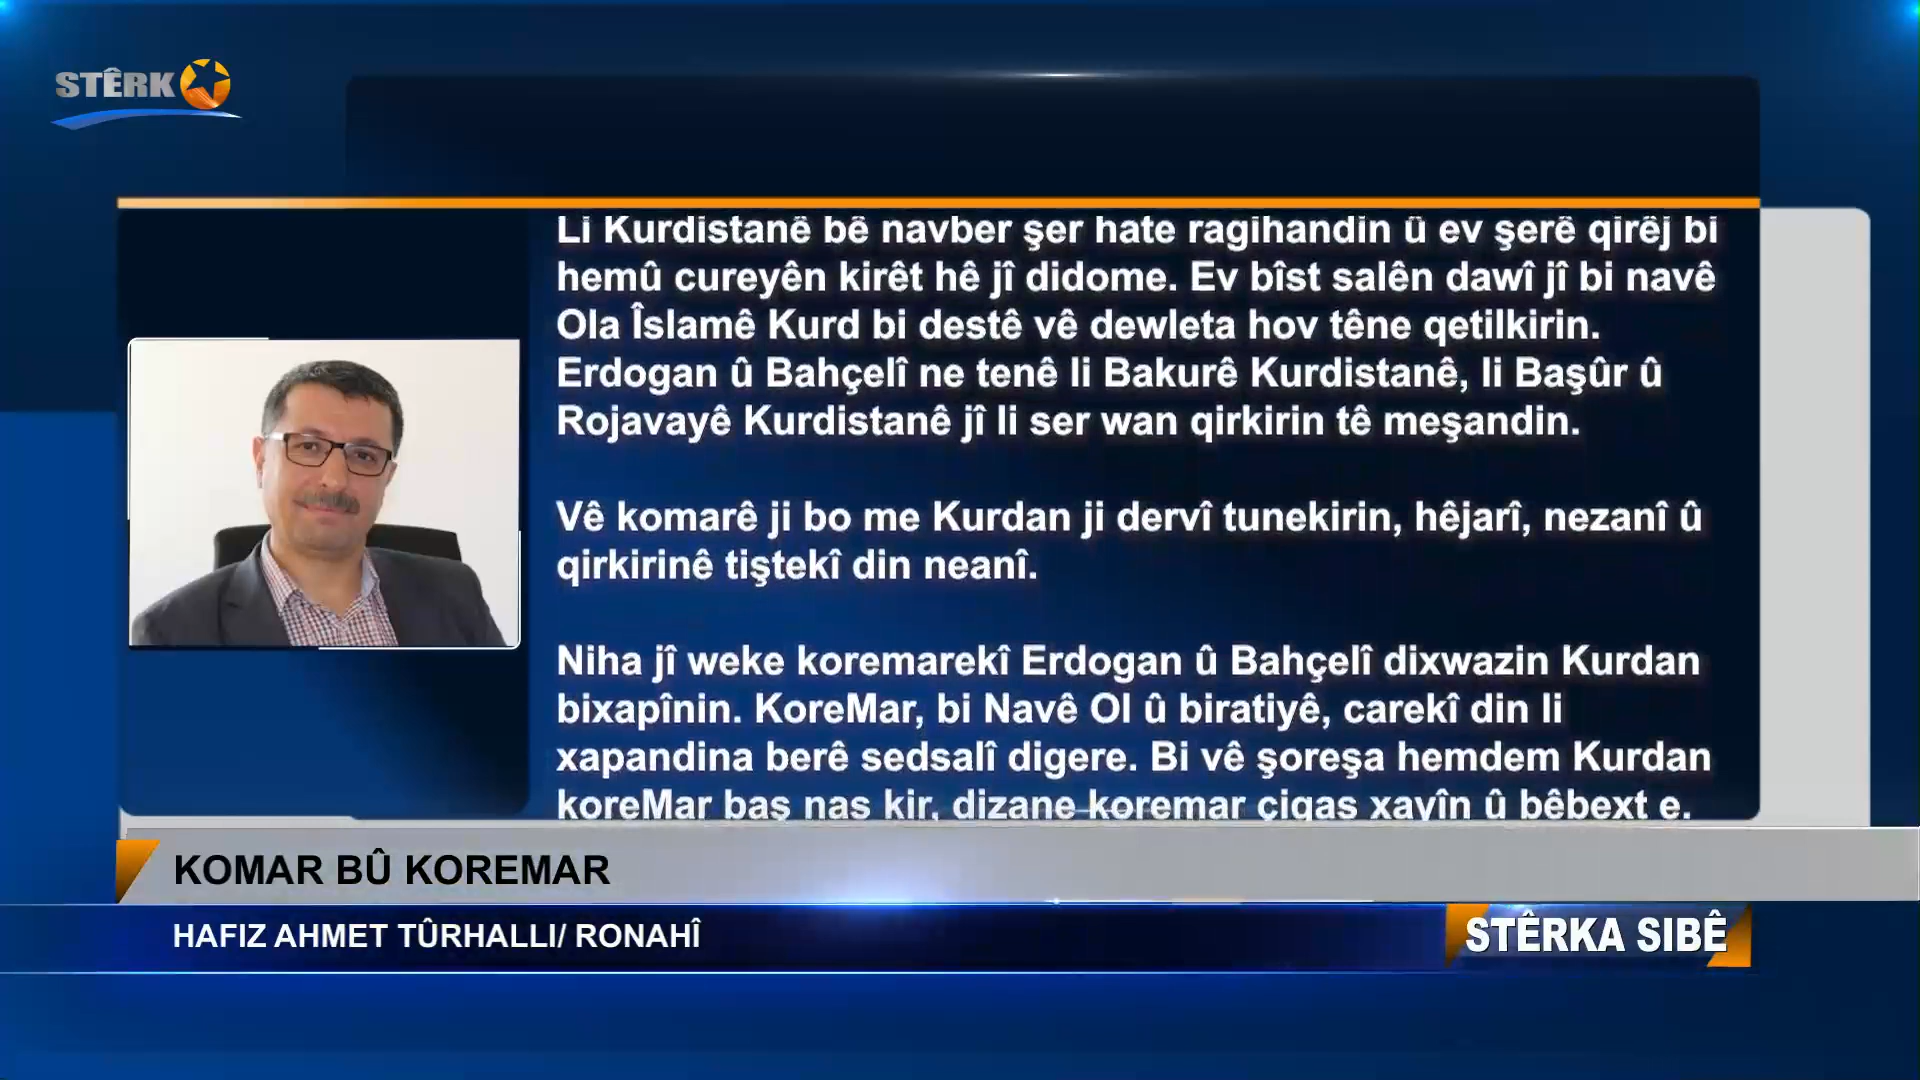 STÊRK
Li Kurdistanê bê navber şer hate ragihandin û ev şerê qirêj bi
hemû cureyên kirêt hê jî didome. Ev bîst salên dawî jî bi navê
Ola Îslamê Kurd bi destê vê dewleta hov têne qetilkirin.
Erdogan û Bahçelî ne tenê li Bakurê Kurdistanê, li Başûr û
Rojavayê Kurdistanê jî li ser wan qirkirin tê meşandin.
Vê komarê ji bo me Kurdan ji dervî tunekirin, hêjarî, nezanî û
qirkirinê tiştekî din neanî.
Niha jî weke koremarekî Erdogan û Bahçelî dixwazin Kurdan
bixapînin. KoreMar, bi Navê Ol û biratiyê, carekî din li
xapandina berê sedsalî digere. Bi vê şoreşa hemdem Kurdan
koreMar baş nas kir, dizane koremar çiqas xayîn û bêbext e.
KOMAR BÛ KOREMAR
HAFIZ AHMET TÛRHALLI/ RONAHÎ
STÊRKA SIBÊ